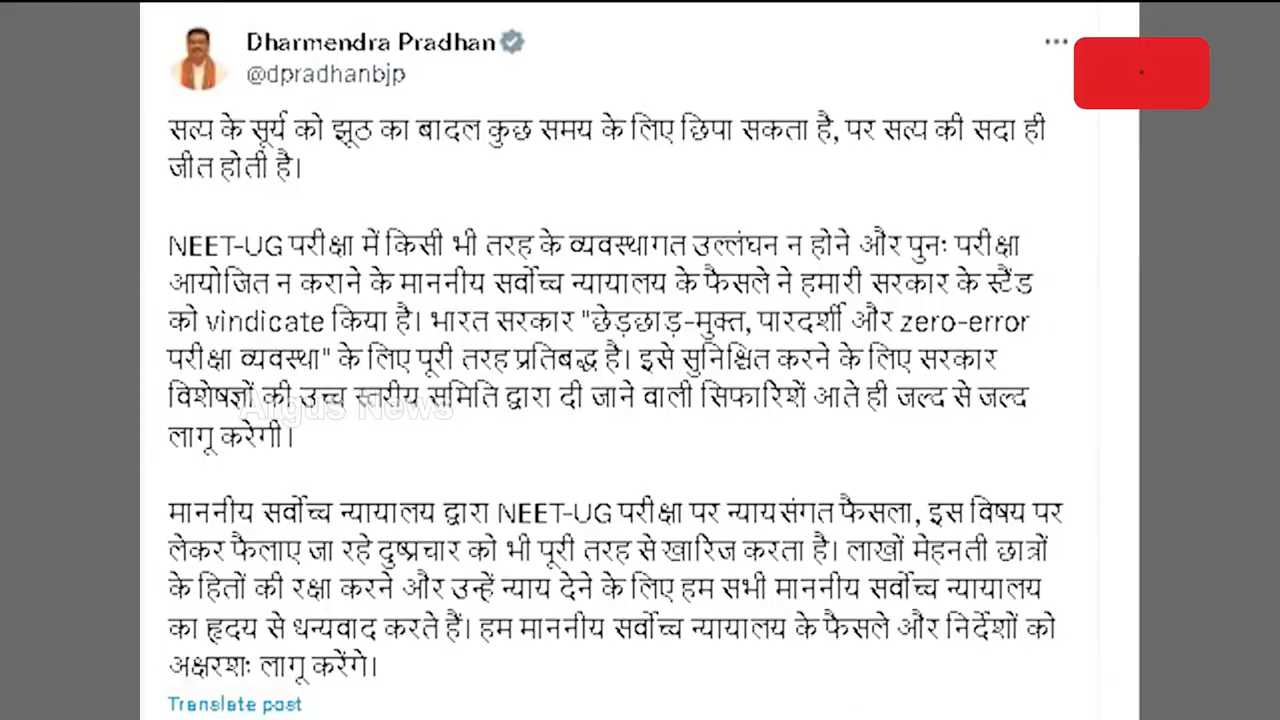 Dharmendra Pradhan
@dpradhanbjp
सत्य के सूर्य को झूठ का बादल कुछ समय के लिए छिपा सकता है, पर सत्य की सदा ही
जीत होती है।
NEET-UG परीक्षा में किसी भी तरह के व्यवस्थागत उल्लंघन न होने और पुनः परीक्षा
आयोजित न कराने के माननीय सर्वोच्च न्यायालय के फैसले ने हमारी सरकार के स्टैंड
को vindicate किया है। भारत सरकार "छेड़छाड़-मुक्त, पारदर्शी और zero-error
परीक्षा व्यवस्था" के लिए पूरी तरह प्रतिबद्ध है। इसे सुनिश्चित करने के लिए सरकार
विशेषज्ञों की उच्च स्तरीय समिति द्वारा दी जाने वाली सिफारिशें आते ही जल्द से जल्द
Argus News
लागू करेगी।
माननीय सर्वोच्च न्यायालय द्वारा NEET-UG परीक्षा पर न्यायसंगत फैसला, इस विषय पर
लेकर फैलाए जा रहे दुष्प्रचार को भी पूरी तरह से खारिज करता है। लाखों मेहनती छात्रों
के हितों की रक्षा करने और उन्हें न्याय देने के लिए हम सभी माननीय सर्वोच्च न्यायालय
का हृदय से धन्यवाद करते हैं। हम माननीय सर्वोच्च न्यायालय के फैसले और निर्देशों को
अक्षरशः लागू करेंगे।
Translate post